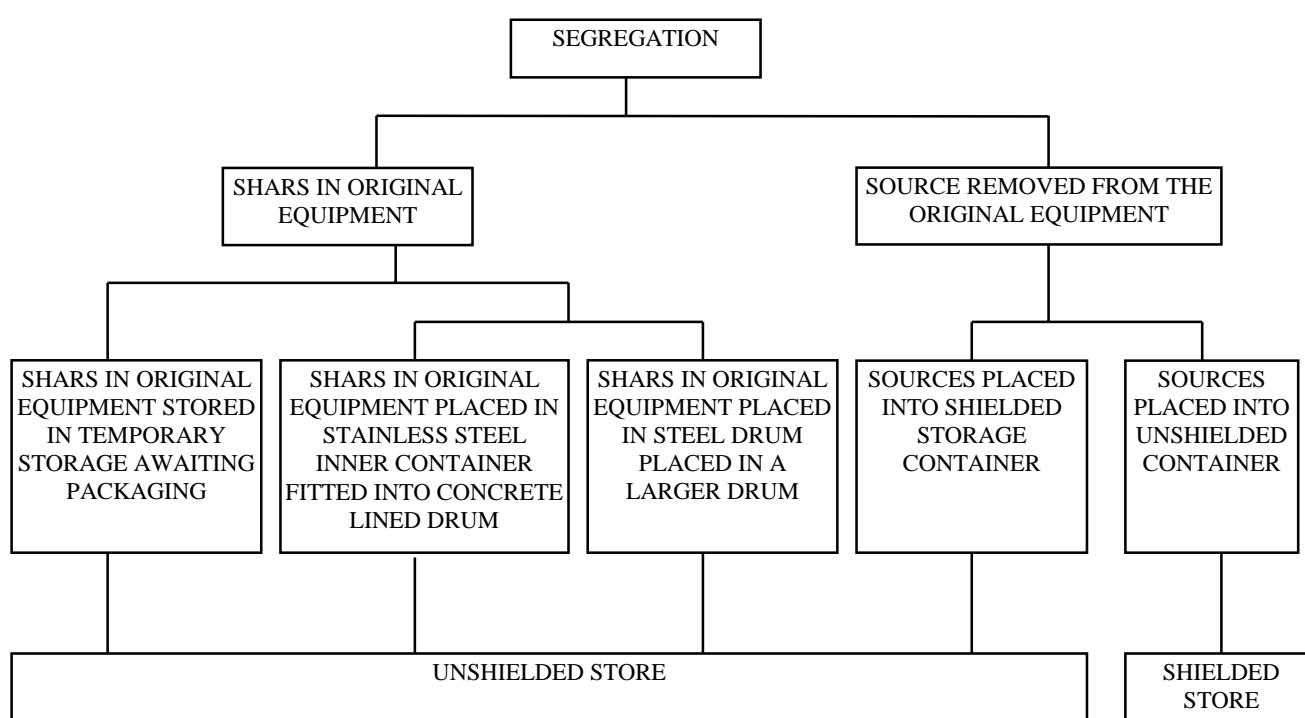 SEGREGATION
SHARS IN ORIGINAL
EQUIPMENT
SOURCE REMOVED FROM THE
ORIGINAL EQUIPMENT
SHARS IN ORIGINAL
EQUIPMENT STORED
IN TEMPORARY
STORAGE AWAITING
PACKAGING
SHARS IN ORIGINAL
EQUIPMENT PLACED IN
STAINLESS STEEL
INNER CONTAINER
FITTED INTO CONCRETE
LINED DRUM
SHARS IN ORIGINAL
EQUIPMENT PLACED
IN STEEL DRUM
PLACED IN A
LARGER DRUM
SOURCES PLACED
INTO SHIELDED
STORAGE
CONTAINER
SOURCES
PLACED INTO
UNSHIELDED
CONTAINER
UNSHIELDED STORE
SHIELDED
STORE